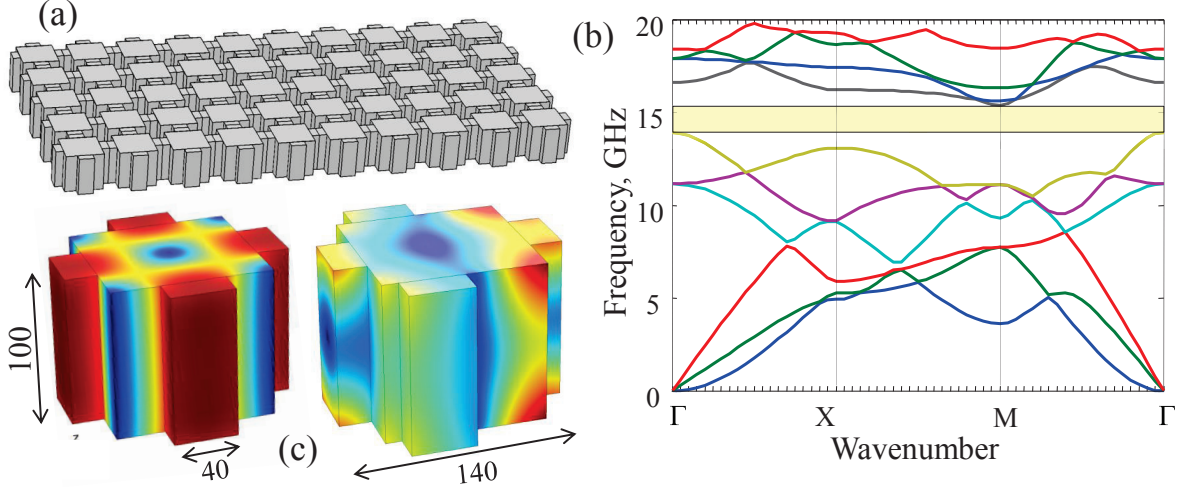 (a)
100
40
(c)
140
z
(b)
Frequency, GHz
20
15
10
5
0
Γ X M Γ
Wavenumber